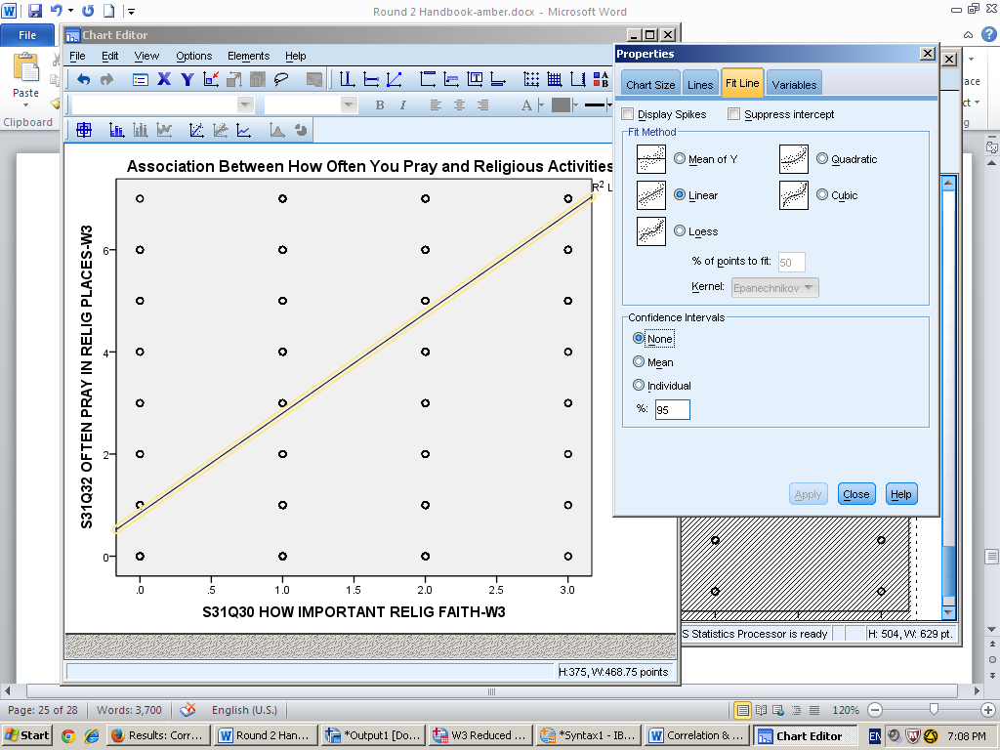 Round 2 Handbook-amber.docx - Microsoft Word
File
Paste
Clipboard
Chart Editor
File Edit View Options Elements Help
B I
A
Association Between How Often You Pray and Religious Activities
R2 L
S31Q32 OFTEN PRAY IN RELIG PLACES-W3
6
4
2
0
.0 .5 1.0 1.5 2.0 2.5 3.0
S31Q30 HOW IMPORTANT RELIG FAITH-W3
H:375, W:468.75 points
Properties
Chart Size Lines Fit Line Variables
Display Spikes Suppress intercept
Fit Method
Mean of Y Quadratic
Linear Cubic
Loess
% of points to fit: 50
Kernel: Epanechnikov
Confidence Intervals
None
Mean
Individual
%: 95
Apply Close Help
ace
ct
g
S Statistics Processor is ready H: 504, W: 629 pt.
Page: 25 of 28 Words: 3,700 English (U.S.) 120%
Start Results: Corr... Round 2 Han... *Output1 [Do... W3 Reduced ... *Syntax1 - IB... Correlation & ... Chart Editor EN 7:08 PM